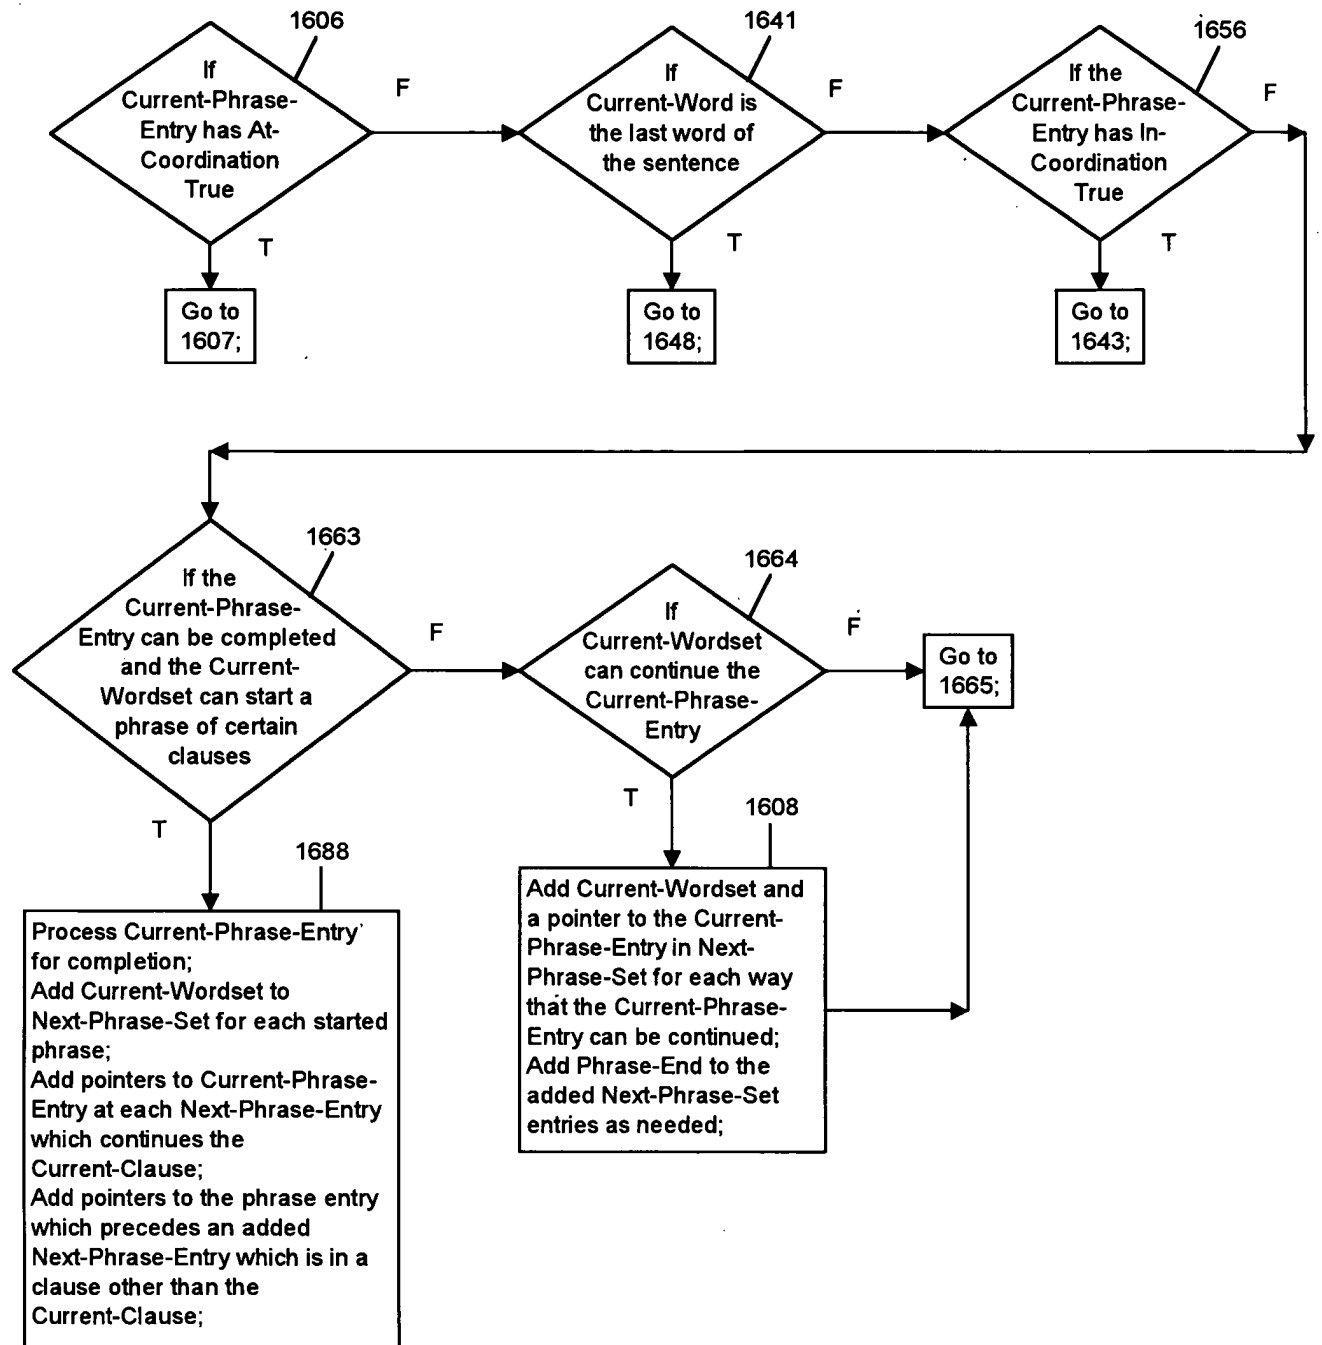 1606
If
Current-Phrase-
Entry has At-
Coordination
True
F
T
Go to
1607;
1641
If
Current-Word is
the last word of
the sentence
F
T
Go to
1648;
1656
If the
Current-Phrase-
Entry has In-
Coordination
True
F
T
Go to
1643;
1663
If the
Current-Phrase-
Entry can be completed
and the Current-
Wordset can start a
phrase of certain
clauses
F
T
1664
If
Current-Wordset
can continue the
Current-Phrase-
Entry
F
T
Go to
1665;
1688
Process Current-Phrase-Entry
for completion;
Add Current-Wordset to
Next-Phrase-Set for each started
phrase;
Add pointers to Current-Phrase-
Entry at each Next-Phrase-Entry
which continues the
Current-Clause;
Add pointers to the phrase entry
which precedes an added
Next-Phrase-Entry which is in a
clause other than the
Current-Clause;
1608
Add Current-Wordset and
a pointer to the Current-
Phrase-Entry in Next-
Phrase-Set for each way
that the Current-Phrase-
Entry can be continued;
Add Phrase-End to the
added Next-Phrase-Set
entries as needed;